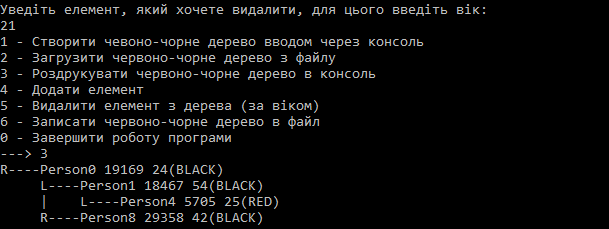 Уведіть елемент, який хочете видалити, для цього введіть вік:
21
1 - Створити чевоно-чорне дерево вводом через консоль
2 - Загрузити червоно-чорне дерево з файлу
3 - Роздрукувати червоно-чорне дерево в консоль
4 - Додати елемент
5 - Видалити елемент з дерева (за віком)
6 - Записати червоно-чорне дерево в файл
0 - Завершити роботу програми
---> 3
R----Person0 19169 24(BLACK)
     L----Person1 18467 54(BLACK)
     |    L----Person4 5705 25(RED)
     R----Person8 29358 42(BLACK)